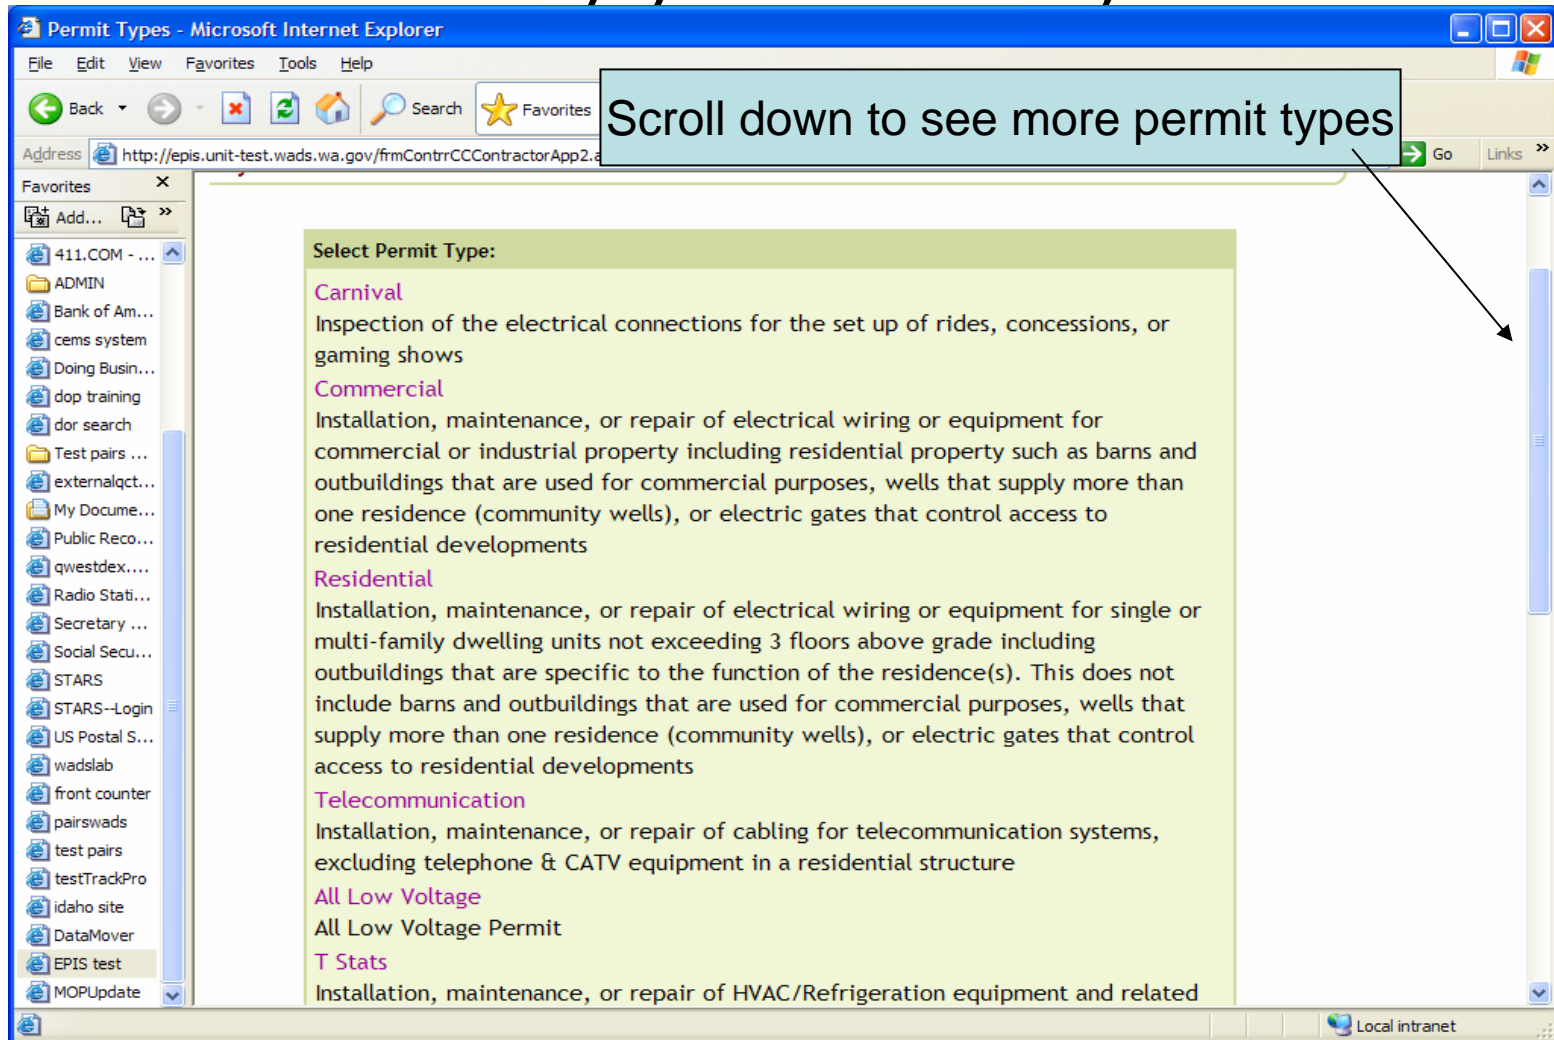 Permit Types - Microsoft Internet Explorer
File Edit View Favorites Tools Help
Back Search Favorites
Scroll down to see more permit types
Address http://epis.unit-test.wads.wa.gov/frmContrrCCContractorApp2.a Go Links »
Favorites ×
Add... »
411.COM - ...
ADMIN
Bank of Am...
cems system
Doing Busin...
dop training
dor search
Test pairs ...
externalqct...
My Docume...
Public Reco...
qwestdex....
Radio Stati...
Secretary ...
Social Secu...
STARS
STARS--Login
US Postal S...
wadslab
front counter
pairswads
test pairs
testTrackPro
idaho site
DataMover
EPIS test
MOPUpdate
Select Permit Type:
Carnival
Inspection of the electrical connections for the set up of rides, concessions, or
gaming shows
Commercial
Installation, maintenance, or repair of electrical wiring or equipment for
commercial or industrial property including residential property such as barns and
outbuildings that are used for commercial purposes, wells that supply more than
one residence (community wells), or electric gates that control access to
residential developments
Residential
Installation, maintenance, or repair of electrical wiring or equipment for single or
multi-family dwelling units not exceeding 3 floors above grade including
outbuildings that are specific to the function of the residence(s). This does not
include barns and outbuildings that are used for commercial purposes, wells that
supply more than one residence (community wells), or electric gates that control
access to residential developments
Telecommunication
Installation, maintenance, or repair of cabling for telecommunication systems,
excluding telephone & CATV equipment in a residential structure
All Low Voltage
All Low Voltage Permit
T Stats
Installation, maintenance, or repair of HVAC/Refrigeration equipment and related
Local intranet